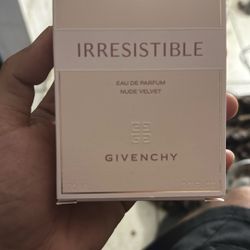 IRRESISTIBLE
EAU DE PARFUM
NUDE VELVET
GIVENCHY